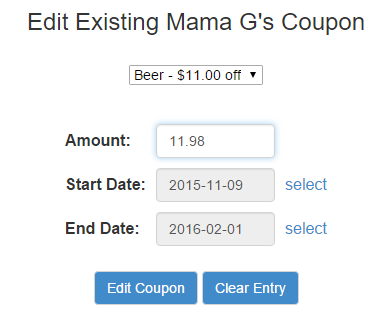 Edit Existing Mama G's Coupon
Beer - $11.00 off
Amount: 11.98
Start Date: 2015-11-09 select
End Date: 2016-02-01 select
Edit Coupon Clear Entry